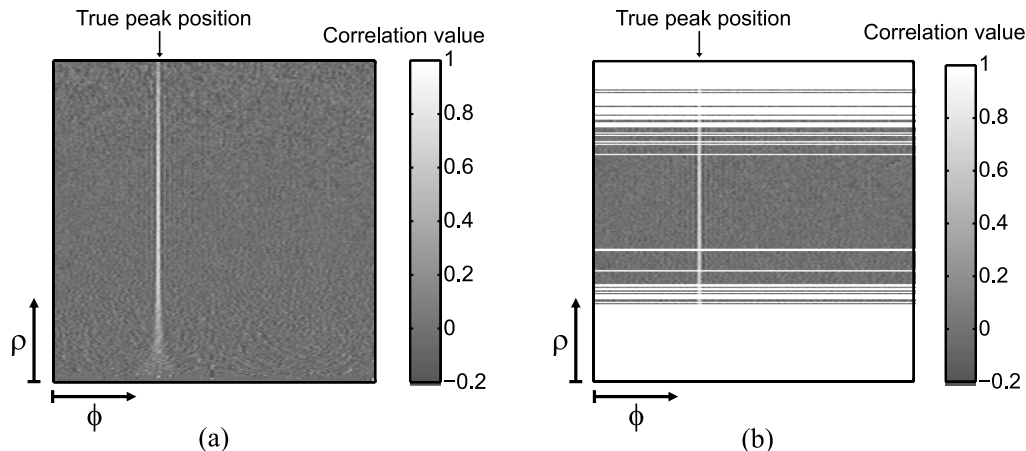 True peak position
Correlation value
1
0.8
0.6
0.4
0.2
0
−0.2
ρ
ϕ
(a)
True peak position
Correlation value
1
0.8
0.6
0.4
0.2
0
−0.2
ρ
ϕ
(b)